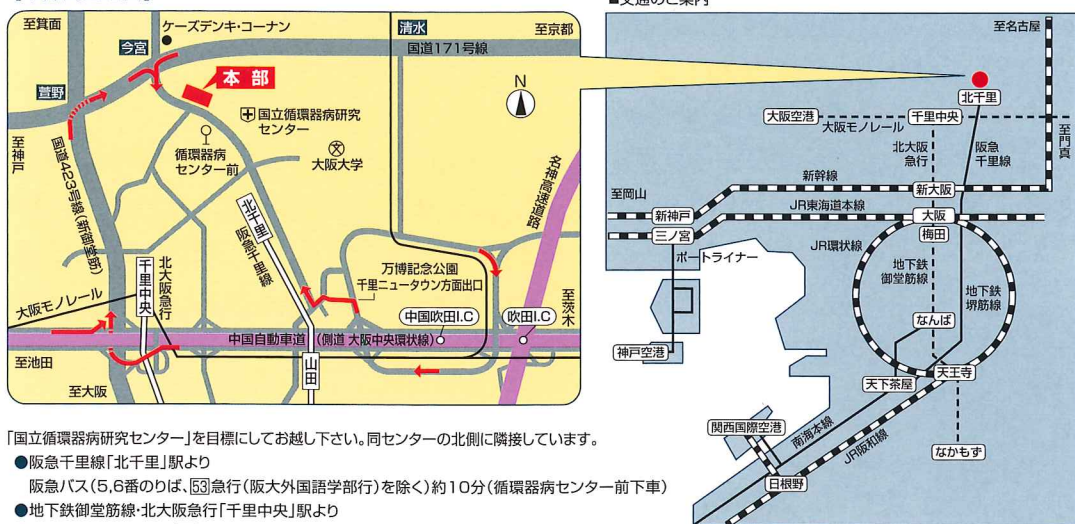 ■交通のご案内
至箕面
ケーズデンキ・コーナン
今宮
清水
至京都
国道171号線
本部
萱野
N
国立循環器病研究
センター
至神戸
国道423号線(新御堂筋)
循環器病
センター前
大阪大学
名神高速道路
北千里
阪急千里線
万博記念公園
千里ニュータウン方面出口
北大阪急行
千里中央
大阪モノレール
至茨木
中国吹田I.C
吹田I.C
中国自動車道 (側道 大阪中央環状線)
至池田
山田
至大阪
至名古屋
北千里
大阪空港
千里中央
大阪モノレール
北大阪
急行
阪急
千里線
至門真
新幹線
至岡山
新大阪
JR東海道本線
新神戸
大阪
三ノ宮
梅田
JR環状線
ポートライナー
地下鉄
御堂筋線
地下鉄
堺筋線
なんば
神戸空港
天王寺
天下茶屋
関西国際空港
南海本線
JR阪和線
なかもず
日根野
「国立循環器病研究センター」を目標にしてお越し下さい。同センターの北側に隣接しています。
●阪急千里線「北千里」駅より
阪急バス(5,6番のりば、53急行(阪大外国語学部行)を除く)約10分(循環器病センター前下車)
●地下鉄御堂筋線・北大阪急行「千里中央」駅より